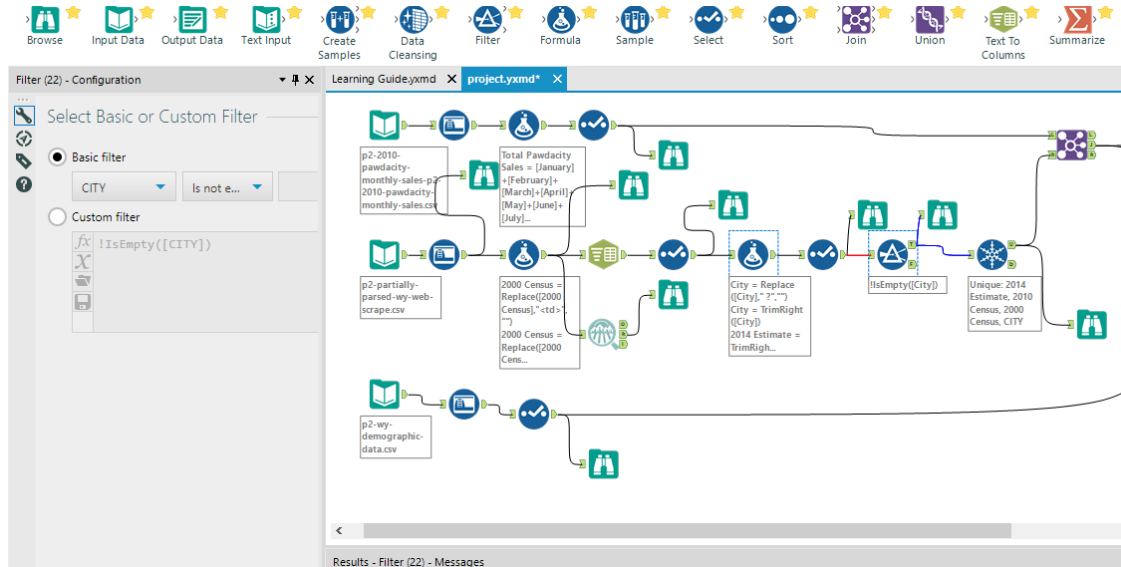 Browse
Input Data
Output Data
Text Input
Create
Samples
Data
Cleansing
Filter
Formula
Sample
Select
Sort
Join
Union
Text To
Columns
Summarize
Filter (22) - Configuration
Learning Guide.yxmd
project.yxmd*
Select Basic or Custom Filter
Basic filter
CITY
Is not e...
Custom filter
!IsEmpty([CITY])
p2-2010-
pawdacity-
monthly-sales-p2-
2010-pawdacity-
monthly-sales.csv
Total Pawdacity
Sales = [January]
+[February]+
[March]+[April]+
[May]+[June]+
[July]...
p2-partially-
parsed-wy-web-
scrape.csv
2000 Census =
Replace([2000
Census],"<td>",
"")
2000 Census =
Replace([2000
Cens...
City = Replace
([City]," ?","")
City = TrimRight
([City])
2014 Estimate =
TrimRigh...
!IsEmpty([City])
Unique: 2014
Estimate, 2010
Census, 2000
Census, CITY
p2-wy-
demographic-
data.csv
Results - Filter (22) - Messages